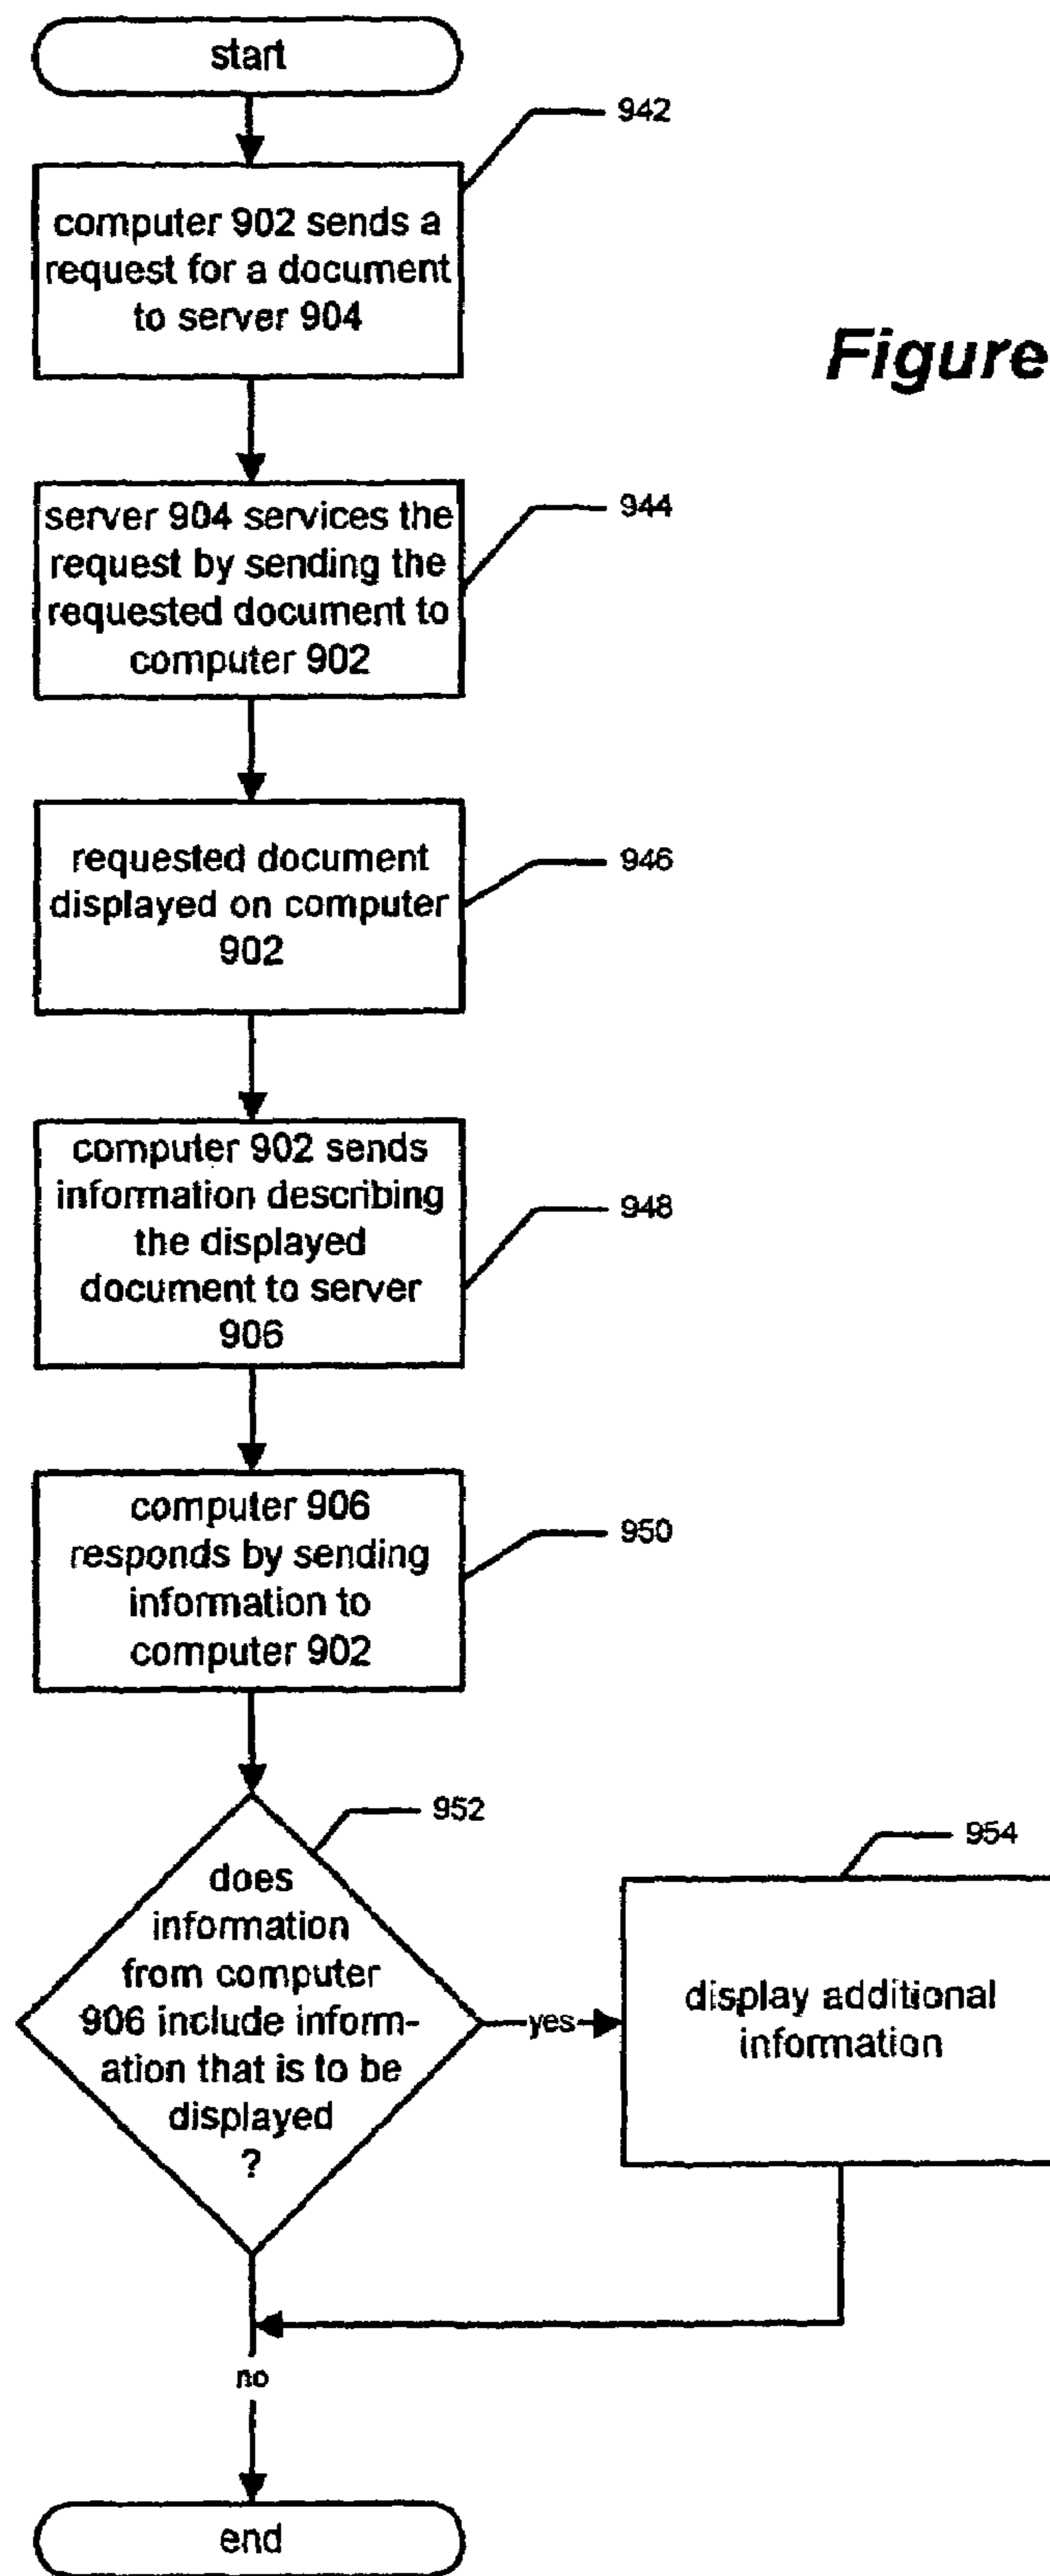 start
942
computer 902 sends a
request for a document
to server 904
Figure
944
server 904 services the
request by sending the
requested document to
computer 902
946
requested document
displayed on computer
902
948
computer 902 sends
information describing
the displayed
document to server
906
950
computer 906
responds by sending
information to
computer 902
952
does
information
from computer
906 include inform-
ation that is to be
displayed
?
yes
954
display additional
information
no
end